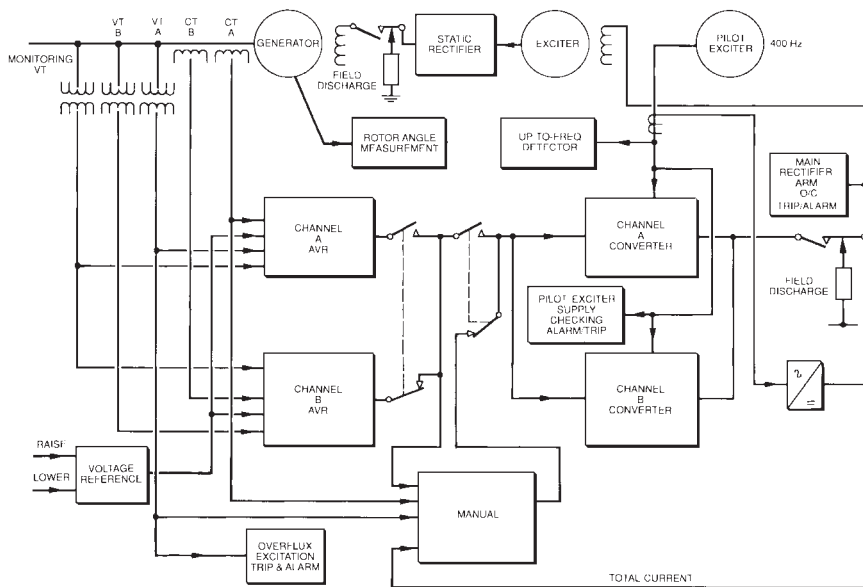 VT
B
VT
A
CT
B
CT
A
MONITORING
VT
GENERATOR
FIELD
DISCHARGE
STATIC
RECTIFIER
EXCITER
PILOT
EXCITER
400 Hz
ROTOR ANGLE
MEASUREMENT
UP TO-FREQ
DETECTOR
MAIN
RECTIFIER
ARM
O/C
TRIP/ALARM
CHANNEL
A
AVR
CHANNEL
A
CONVERTER
FIELD
DISCHARGE
PILOT EXCITER
SUPPLY
CHECKING
ALARM/TRIP
CHANNEL
B
AVR
CHANNEL
B
CONVERTER
RAISE
LOWER
VOLTAGE
REFERENCE
MANUAL
OVERFLUX
EXCITATION
TRIP & ALARM
TOTAL CURRENT